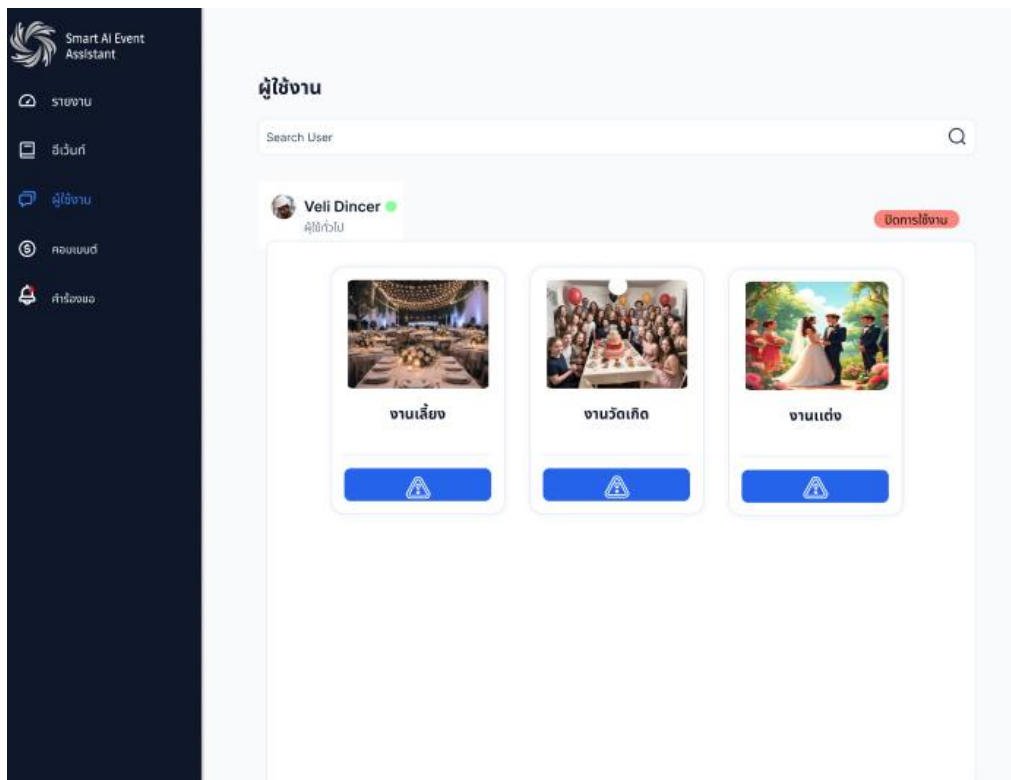 Smart Ai Event
Assistant
รายงาน
อีเว้นท์
ผู้ใช้งาน
คอมเมนต์
คำร้องขอ
ผู้ใช้งาน
Search User
Veli Dincer
ผู้ใช้ทั่วไป
ปิดการใช้งาน
งานเลี้ยง
งานวัดเกิด
งานแต่ง